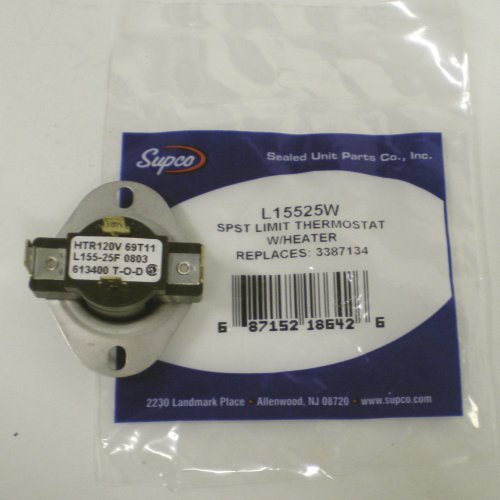 Supco
Sealed Unit Parts Co., Inc.
L15525W
SPST LIMIT THERMOSTAT
W/HEATER
REPLACES: 3387134
HTR120V 69T11
L155-25F 0803
613400 T-O-D
6 87152 18642 6
2230 Landmark Place • Allenwood, NJ 08720 • www.supco.com